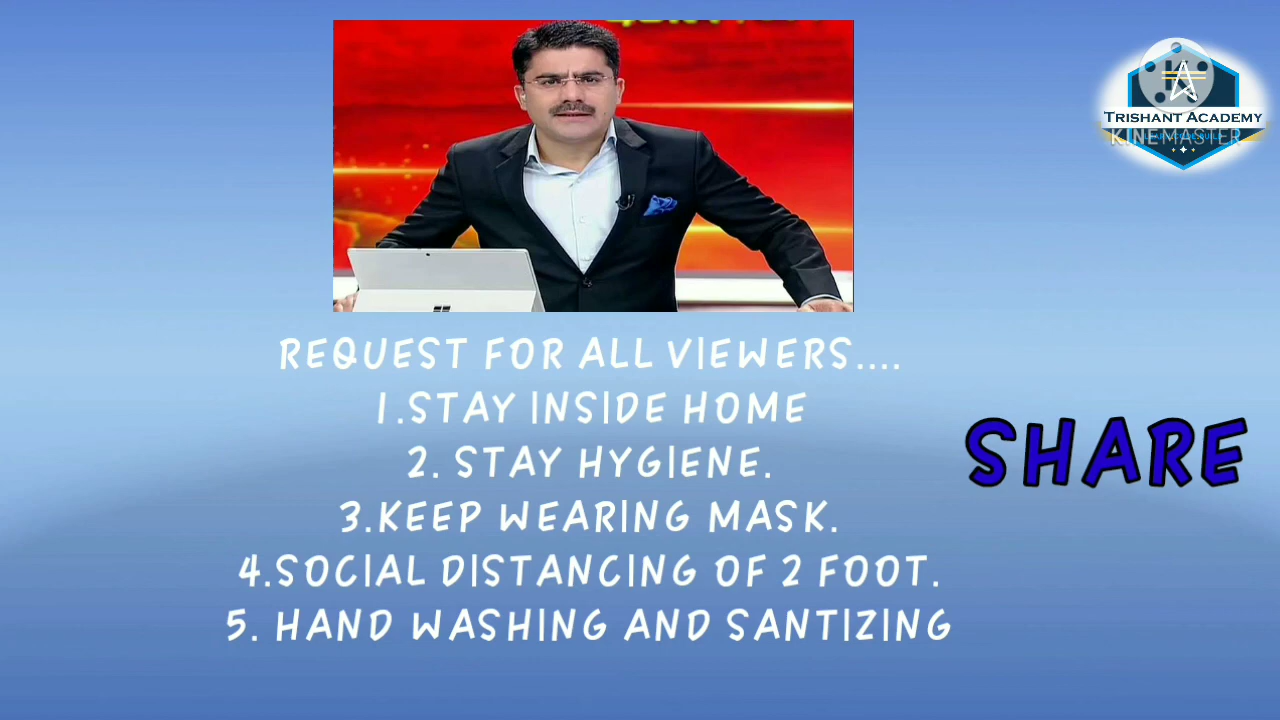 TRISHANT ACADEMY
KINEMASTER
REQUEST FOR ALL VIEWERS....
1.STAY INSIDE HOME
2. STAY HYGIENE.
SHARE
3.KEEP WEARING MASK.
4.SOCIAL DISTANCING OF 2 FOOT.
5. HAND WASHING AND SANTIZING